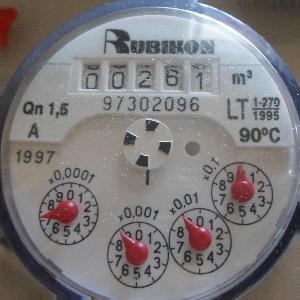 RUBIKON
00261 m³
97302096
Qn 1,5
A
LT 1-270
1995
90°C
1997
x0,0001
x0,001
x0,01
x0,1